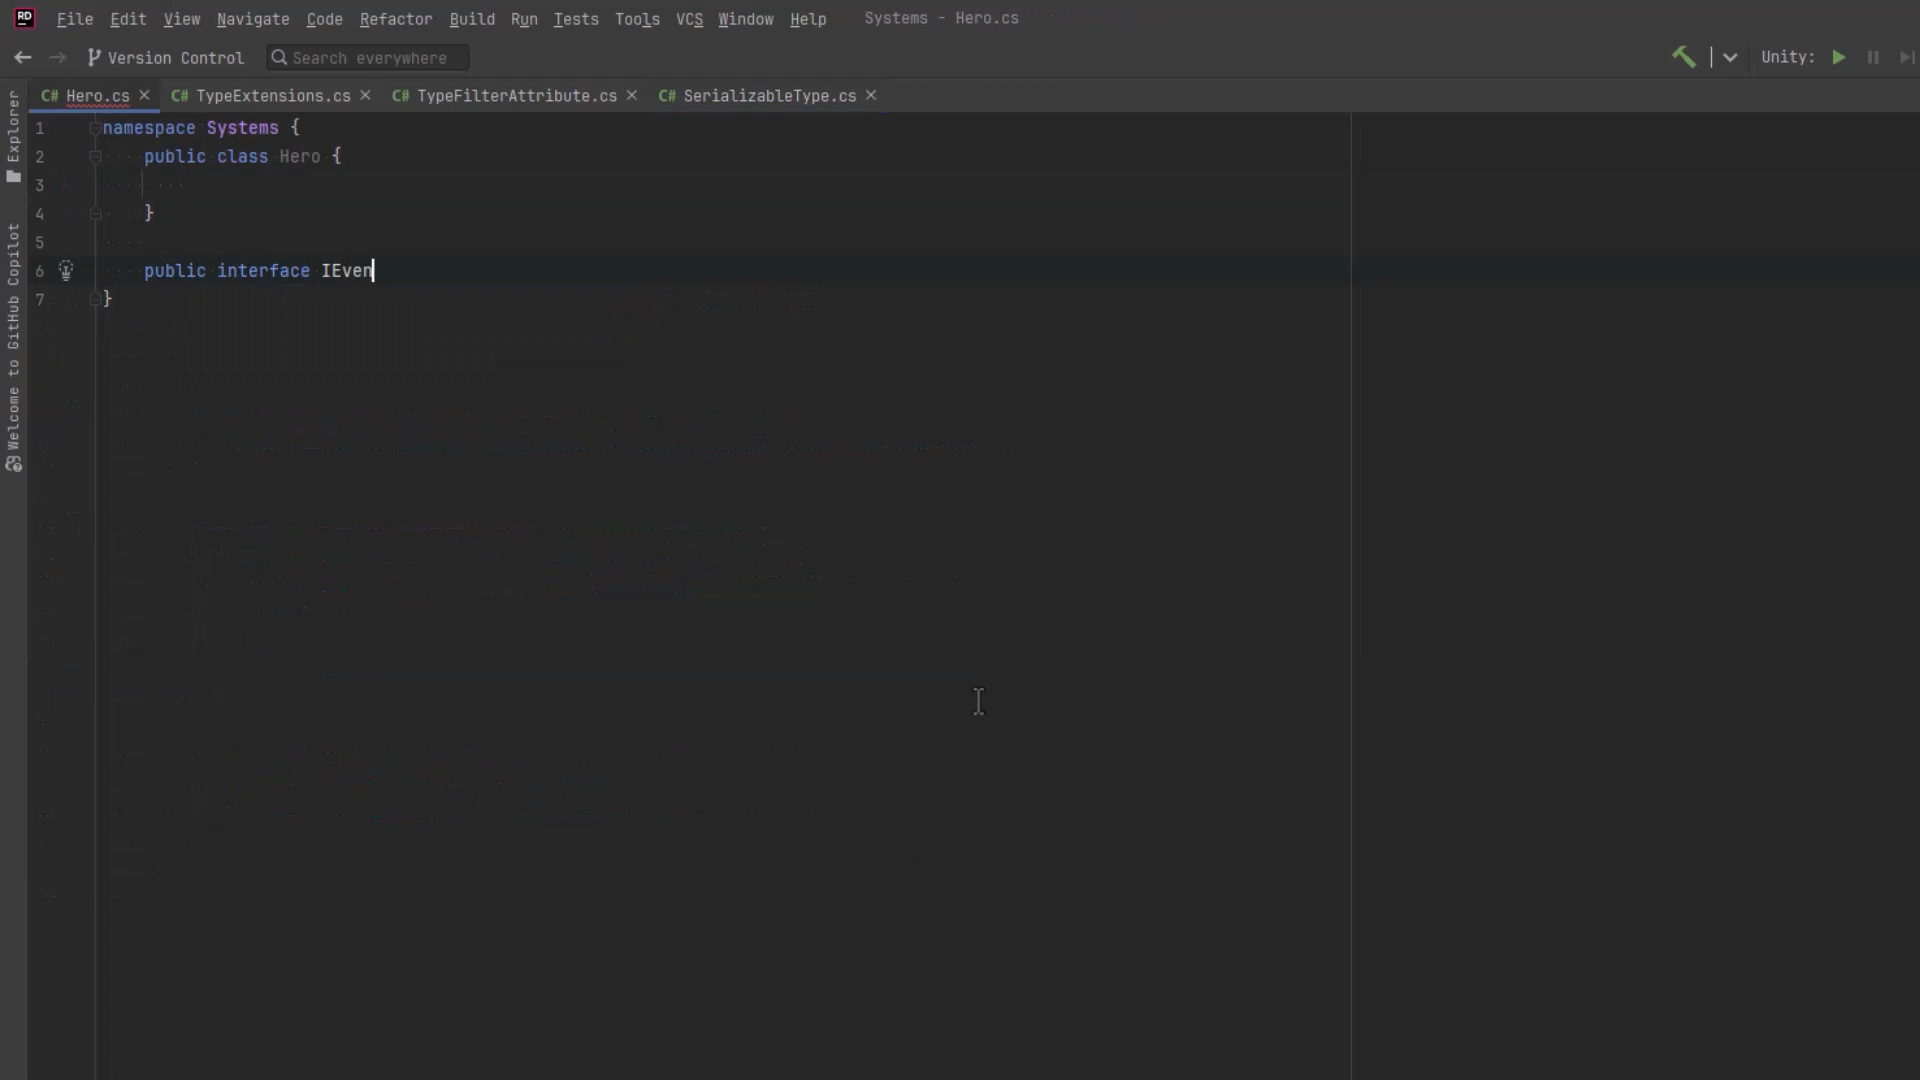 RD File Edit View Navigate Code Refactor Build Run Tests Tools VCS Window Help Systems - Hero.cs
Version Control Search everywhere Unity:
C# Hero.cs C# TypeExtensions.cs C# TypeFilterAttribute.cs C# SerializableType.cs
Explorer
Welcome to GitHub Copilot
1 namespace Systems {
2 public class Hero {
3
4 }
5
6 public interface IEven
7 }